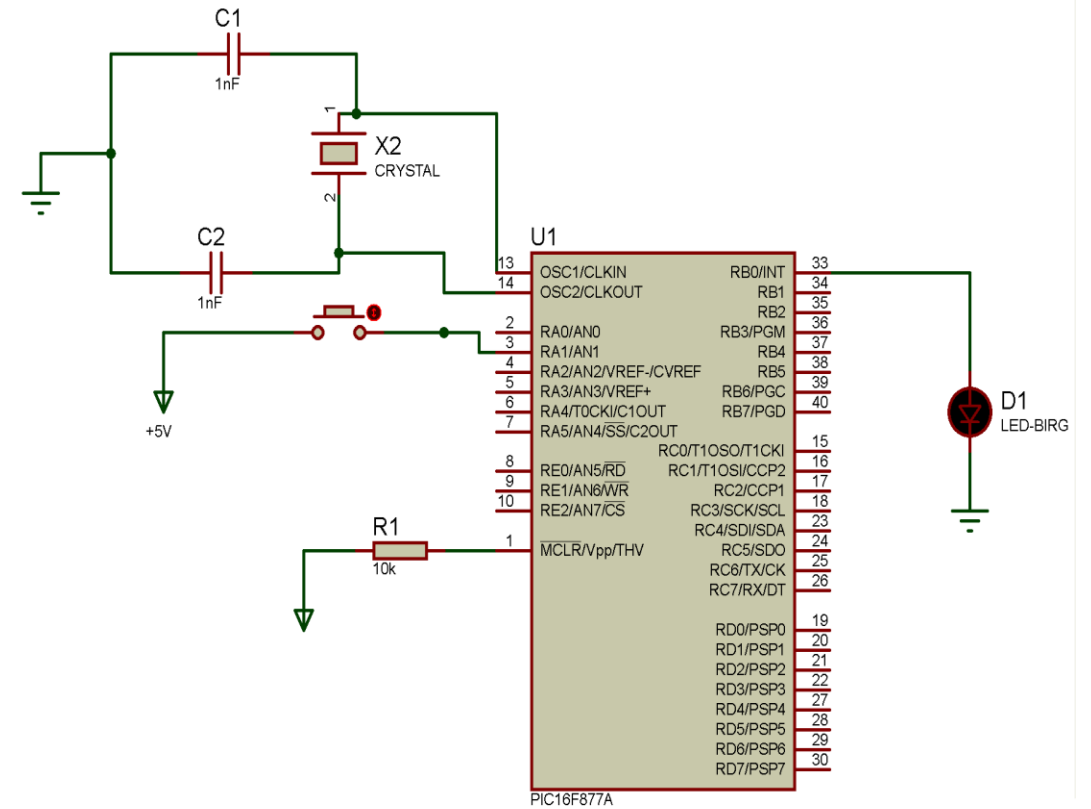 C1
1nF
1
X2
CRYSTAL
2
C2
1nF
+5V
R1
10k
U1
13 OSC1/CLKIN
14 OSC2/CLKOUT
2 RA0/AN0
3 RA1/AN1
4 RA2/AN2/VREF-/CVREF
5 RA3/AN3/VREF+
6 RA4/T0CKI/C1OUT
7 RA5/AN4/SS/C2OUT
8 RE0/AN5/RD
9 RE1/AN6/WR
10 RE2/AN7/CS
1 MCLR/Vpp/THV
RB0/INT 33
RB1 34
RB2 35
RB3/PGM 36
RB4 37
RB5 38
RB6/PGC 39
RB7/PGD 40
RC0/T1OSO/T1CKI 15
RC1/T1OSI/CCP2 16
RC2/CCP1 17
RC3/SCK/SCL 18
RC4/SDI/SDA 23
RC5/SDO 24
RC6/TX/CK 25
RC7/RX/DT 26
RD0/PSP0 19
RD1/PSP1 20
RD2/PSP2 21
RD3/PSP3 22
RD4/PSP4 27
RD5/PSP5 28
RD6/PSP6 29
RD7/PSP7 30
PIC16F877A
D1
LED-BIRG